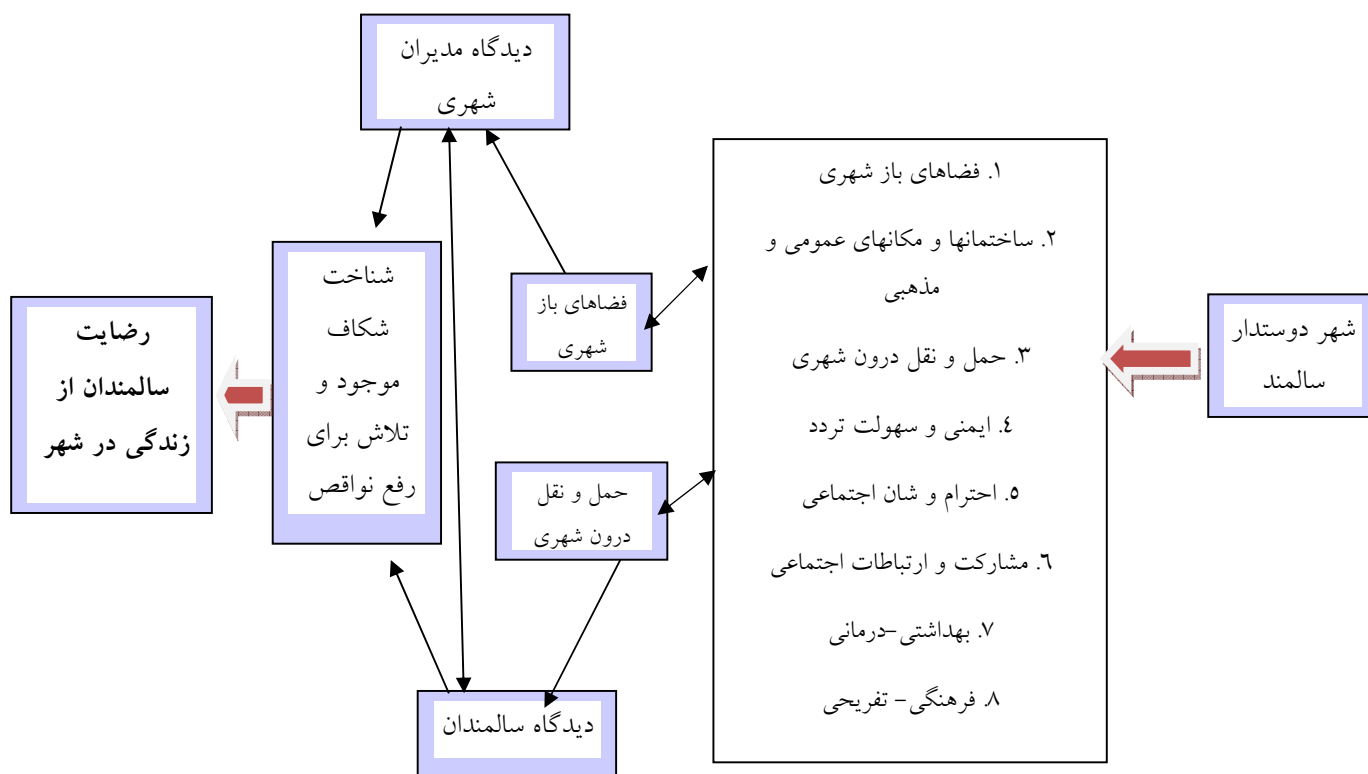 دیدگاه مدیران
شهری
۱. فضاهای باز شهری
۲. ساختمانها و مکانهای عمومی و
مذهبی
۳. حمل و نقل درون شهری
٤. ایمنی و سهولت تردد
۵. احترام و شان اجتماعی
٦. مشارکت و ارتباطات اجتماعی
۷. بهداشتی-درمانی
۸. فرهنگی- تفریحی
شهر دوستدار
سالمند
فضاهای باز
شهری
حمل و نقل
درون شهری
شناخت
شکاف
موجود و
تلاش برای
رفع نواقص
رضایت
سالمندان از
زندگی در شهر
دیدگاه سالمندان